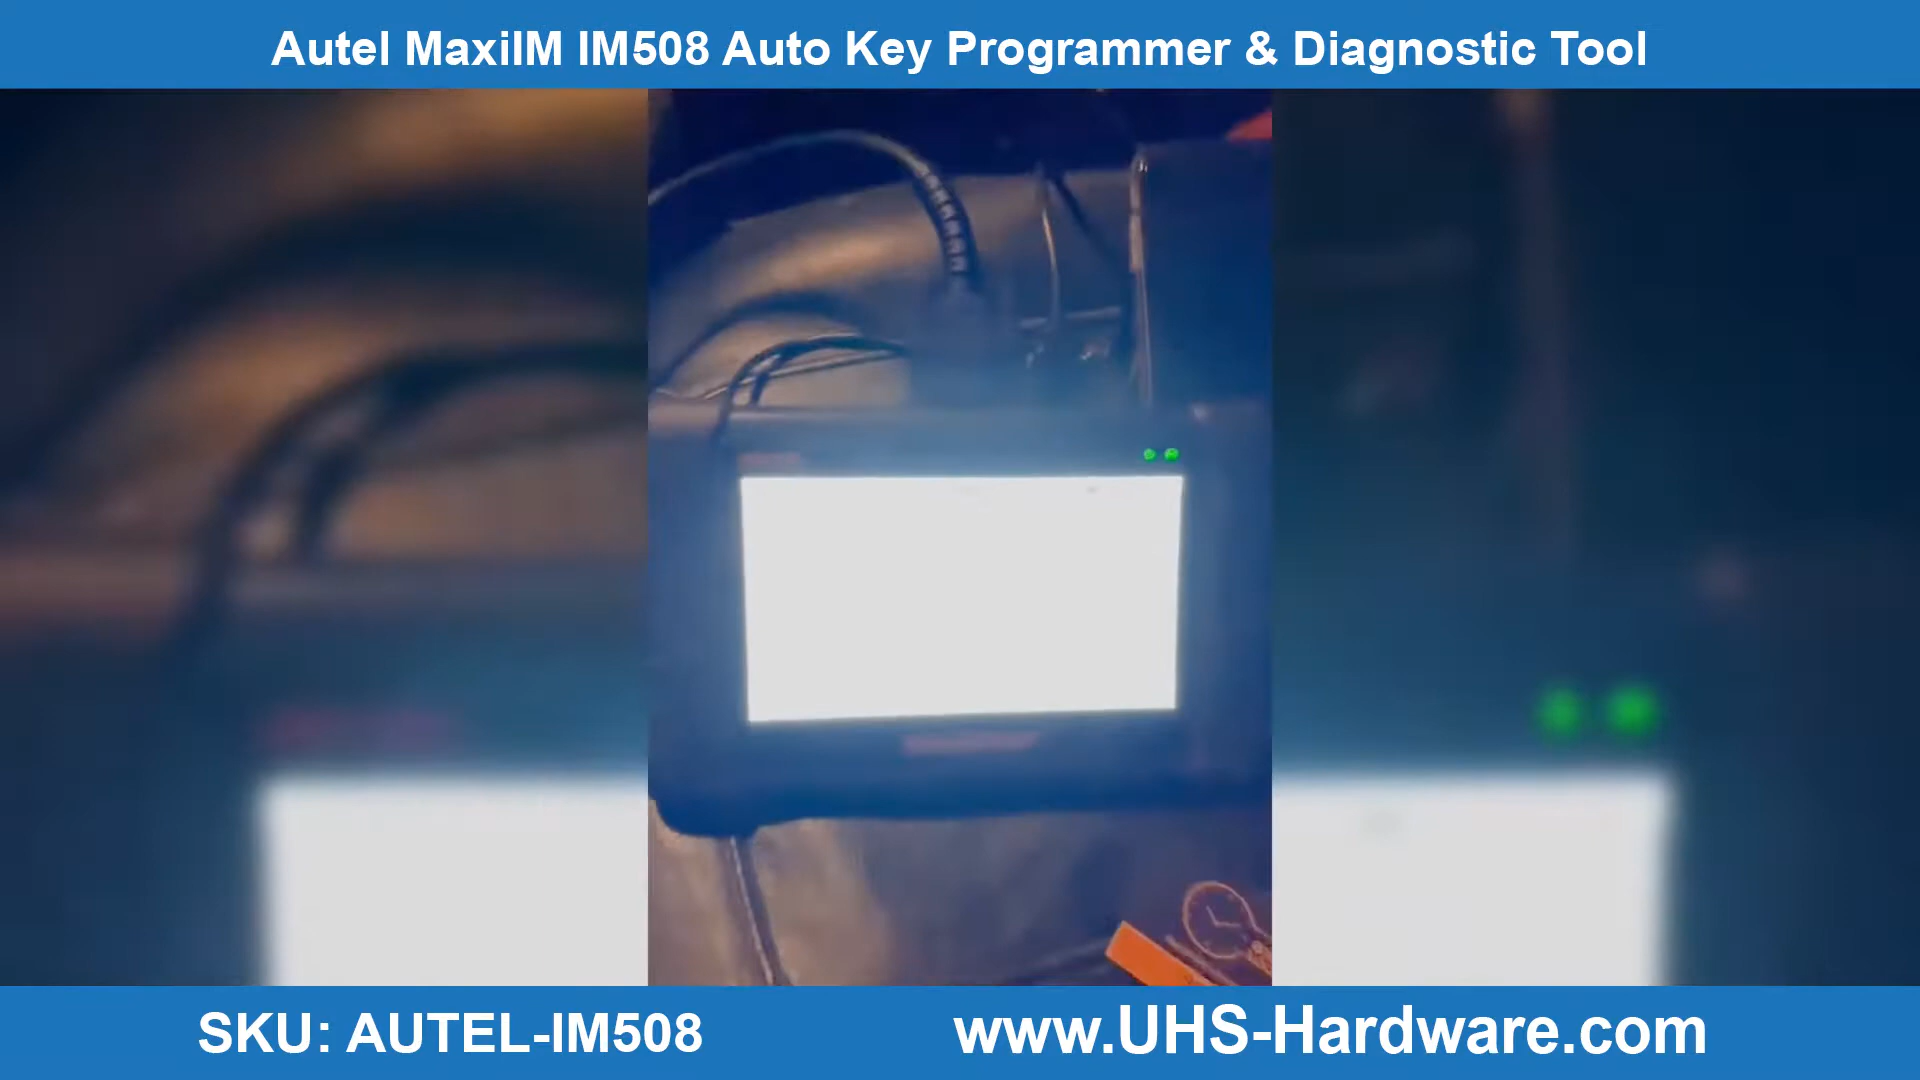 Autel MaxiIM IM508 Auto Key Programmer & Diagnostic Tool
SKU: AUTEL-IM508
www.UHS-Hardware.com